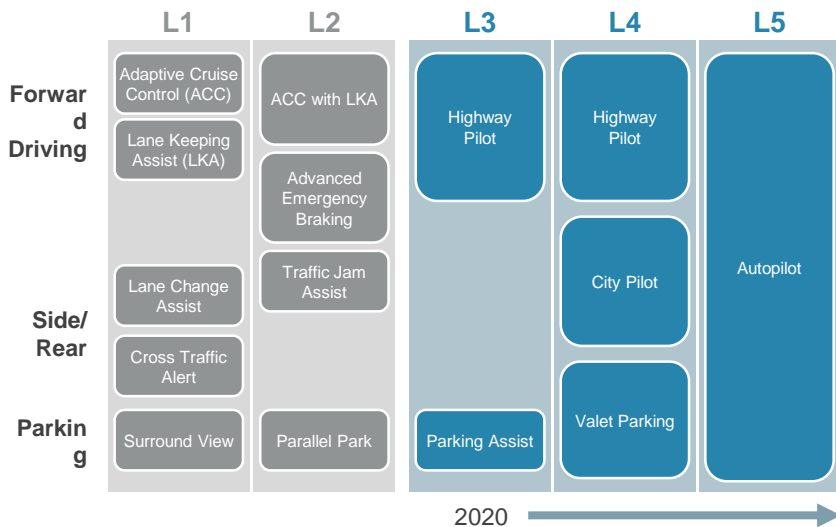 L1
L2
L3
L4
L5
Forwar
d
Driving
Adaptive Cruise
Control (ACC)
Lane Keeping
Assist (LKA)
ACC with LKA
Advanced
Emergency
Braking
Highway
Pilot
Highway
Pilot
Autopilot
Side/
Rear
Lane Change
Assist
Cross Traffic
Alert
Traffic Jam
Assist
City Pilot
Parkin
g
Surround View
Parallel Park
Parking Assist
Valet Parking
2020